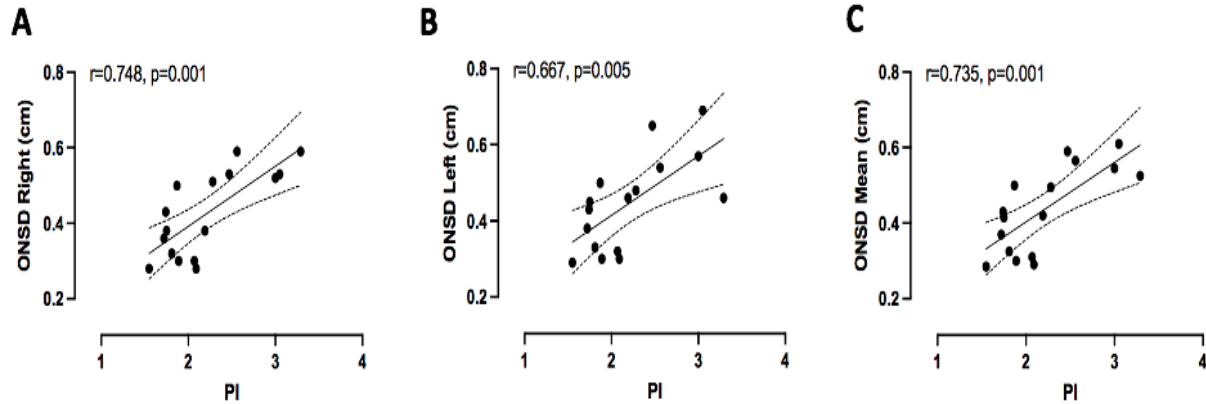 A
r=0.748, p=0.001
ONSD Right (cm)
0.8
0.6
0.4
0.2
1 2 3 4
PI
B
r=0.667, p=0.005
ONSD Left (cm)
0.8
0.6
0.4
0.2
1 2 3 4
PI
C
r=0.735, p=0.001
ONSD Mean (cm)
0.8
0.6
0.4
0.2
1 2 3 4
PI